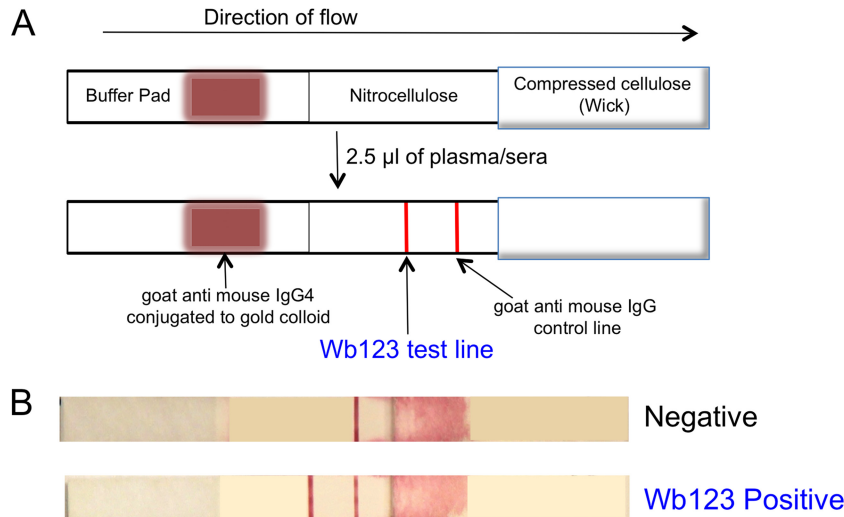 A
Direction of flow
Buffer Pad
Nitrocellulose
Compressed cellulose
(Wick)
2.5 µl of plasma/sera
goat anti mouse IgG4
conjugated to gold colloid
goat anti mouse IgG
control line
Wb123 test line
B
Negative
Wb123 Positive